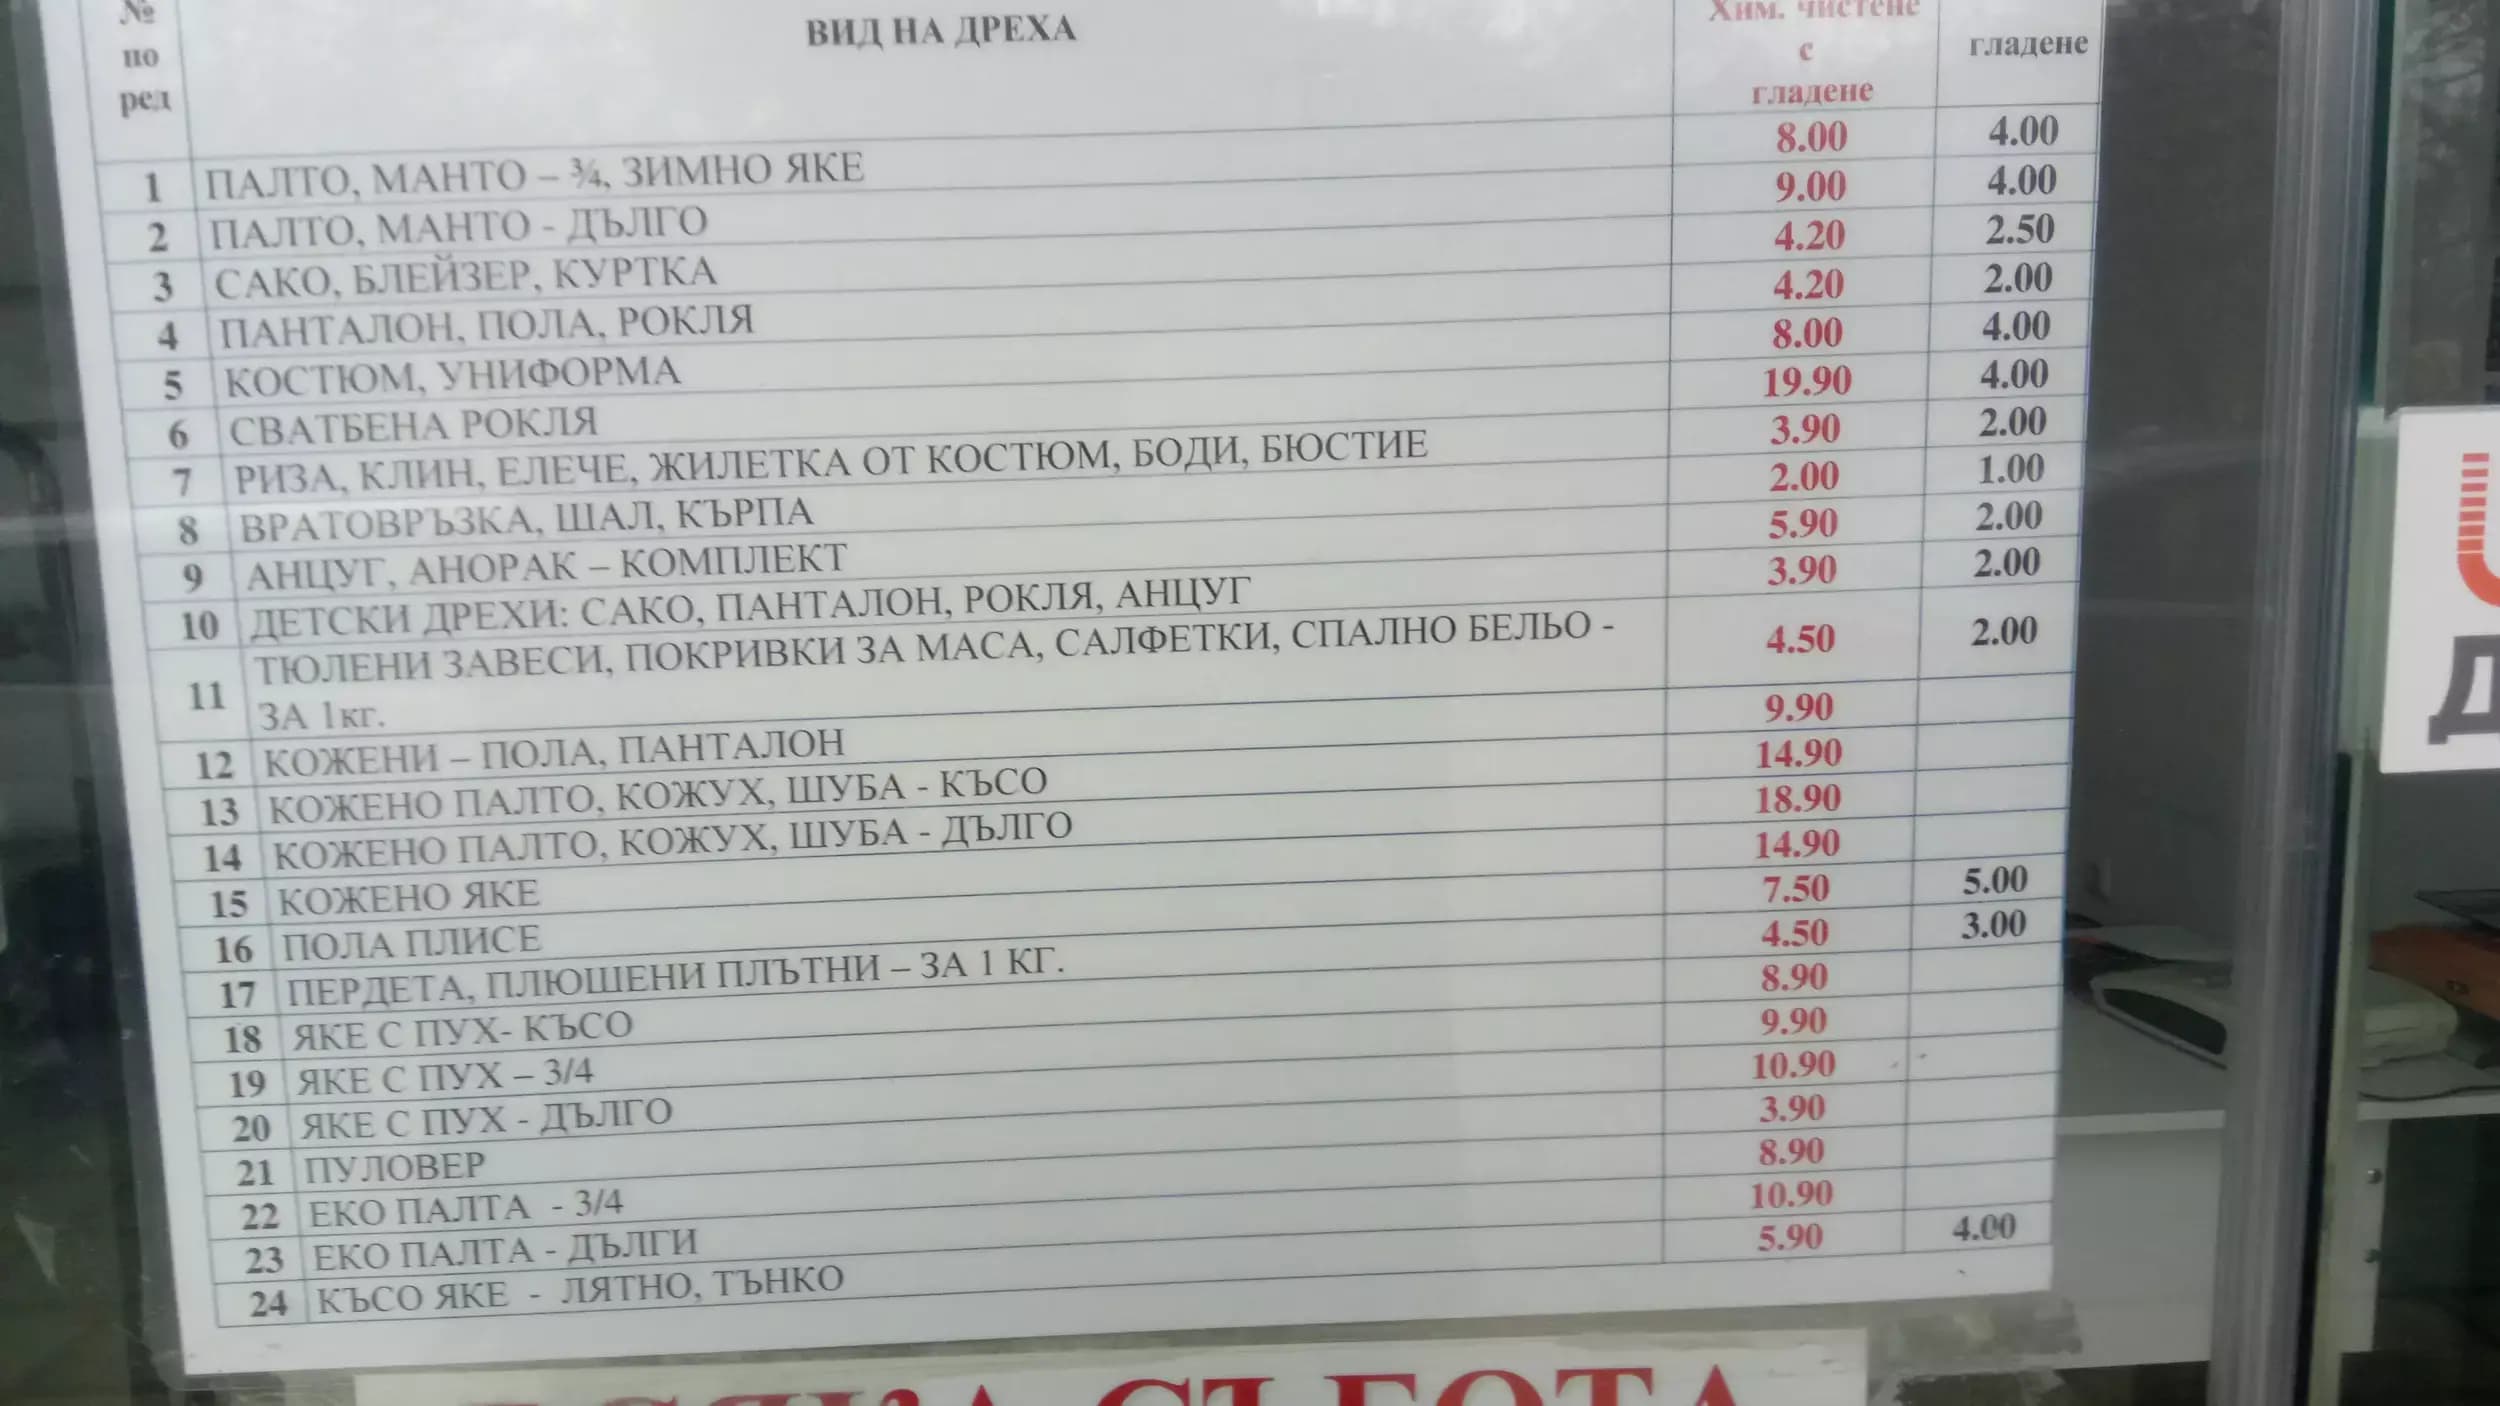 № по ред ВИД НА ДРЕХА Хим. чистене с гладене гладене
1 ПАЛТО, МАНТО – ¾, ЗИМНО ЯКЕ 8.00 4.00
2 ПАЛТО, МАНТО - ДЪЛГО 9.00 4.00
3 САКО, БЛЕЙЗЕР, КУРТКА 4.20 2.50
4 ПАНТАЛОН, ПОЛА, РОКЛЯ 4.20 2.00
5 КОСТЮМ, УНИФОРМА 8.00 4.00
6 СВАТБЕНА РОКЛЯ 19.90 4.00
7 РИЗА, КЛИН, ЕЛЕЧЕ, ЖИЛЕТКА ОТ КОСТЮМ, БОДИ, БЮСТИЕ 3.90 2.00
8 ВРАТОВРЪЗКА, ШАЛ, КЪРПА 2.00 1.00
9 АНЦУГ, АНОРАК – КОМПЛЕКТ 5.90 2.00
10 ДЕТСКИ ДРЕХИ: САКО, ПАНТАЛОН, РОКЛЯ, АНЦУГ 3.90 2.00
11 ТЮЛЕНИ ЗАВЕСИ, ПОКРИВКИ ЗА МАСА, САЛФЕТКИ, СПАЛНО БЕЛЬО - 4.50 2.00
ЗА 1кг.
12 КОЖЕНИ – ПОЛА, ПАНТАЛОН 9.90
13 КОЖЕНО ПАЛТО, КОЖУХ, ШУБА - КЪСО 14.90
14 КОЖЕНО ПАЛТО, КОЖУХ, ШУБА - ДЪЛГО 18.90
15 КОЖЕНО ЯКЕ 14.90
16 ПОЛА ПЛИСЕ 7.50 5.00
17 ПЕРДЕТА, ПЛЮШЕНИ ПЛЪТНИ – ЗА 1 КГ. 4.50 3.00
18 ЯКЕ С ПУХ- КЪСО 8.90
19 ЯКЕ С ПУХ – 3/4 9.90
20 ЯКЕ С ПУХ - ДЪЛГО 10.90
21 ПУЛОВЕР 3.90
22 ЕКО ПАЛТА - 3/4 8.90
23 ЕКО ПАЛТА - ДЪЛГИ 10.90
24 КЪСО ЯКЕ - ЛЯТНО, ТЪНКО 5.90 4.00
СЪБОТА